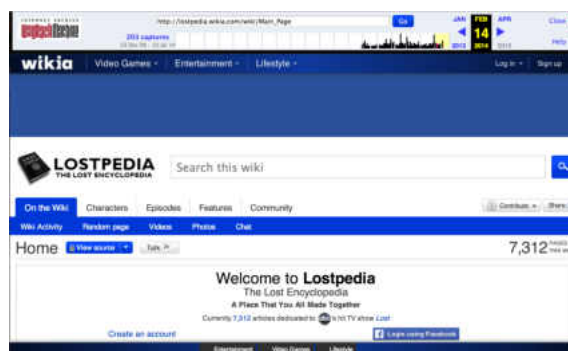 INTERNET ARCHIVE
WayBackMachine
http://lostpedia.wikia.com/wiki/Main_Page
Go
JAN FEB APR
Close
203 captures
14
2013 2014 2015
Help
wikia
Video Games
Entertainment
Lifestyle
Log in
Sign up
LOSTPEDIA
THE LOST ENCYCLOPEDIA
Search this wiki
On the Wiki
Characters
Episodes
Features
Community
Contribute
Share
Wiki Activity
Random page
Videos
Photos
Chat
Home
View source
Talk
7,312
Welcome to Lostpedia
The Lost Encyclopedia
A Place That You All Made Together
Currently 7,312 articles dedicated to abc's hit TV show Lost
Create an account
Login using Facebook
Entertainment
Video Games
Lifestyle